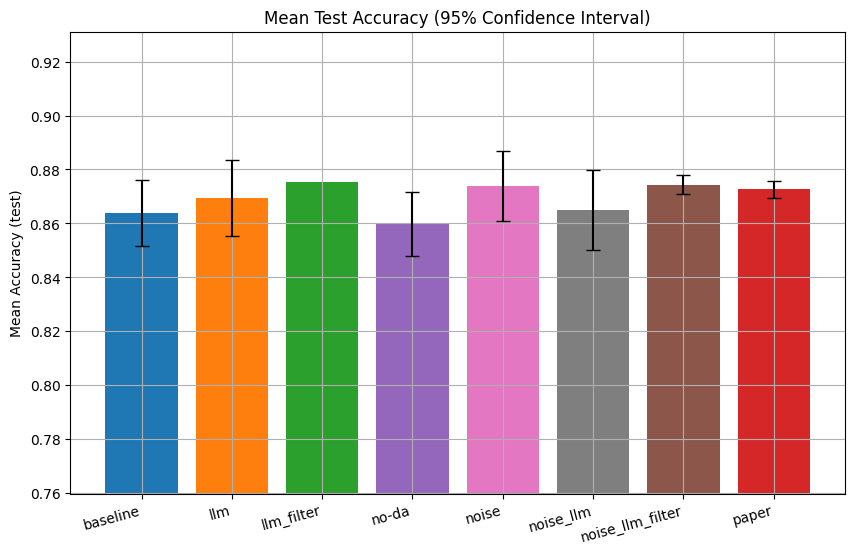 Mean Test Accuracy (95% Confidence Interval)
Mean Accuracy (test)
0.92
0.90
0.88
0.86
0.84
0.82
0.80
0.78
0.76
baseline
llm
llm_filter
no-da
noise
noise_llm
noise_llm_filter
paper